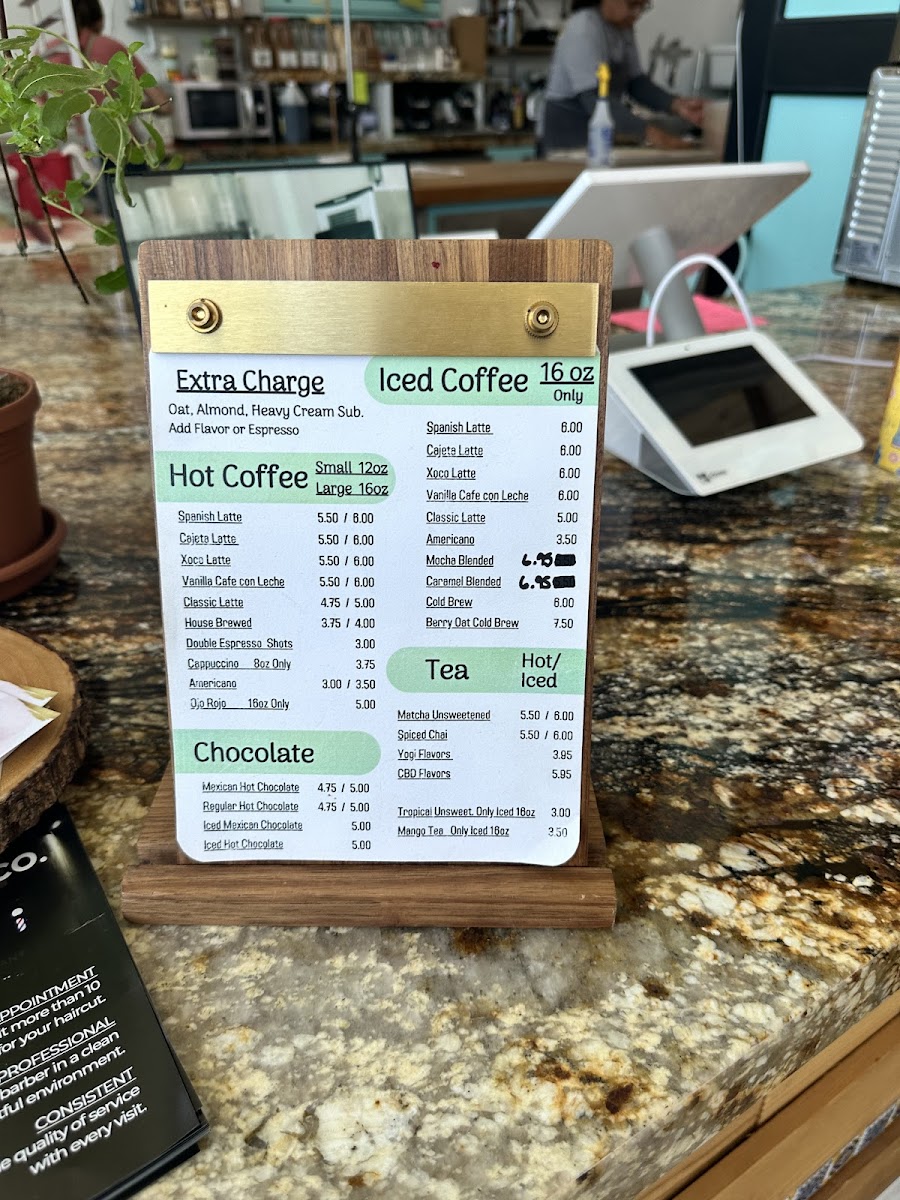 Extra Charge
Oat, Almond, Heavy Cream Sub.
Add Flavor or Espresso
Hot Coffee Small 12oz
Large 16oz
Spanish Latte 5.50 / 6.00
Cajeta Latte 5.50 / 6.00
Xoco Latte 5.50 / 6.00
Vanilla Cafe con Leche 5.50 / 6.00
Classic Latte 4.75 / 5.00
House Brewed 3.75 / 4.00
Double Espresso Shots 3.00
Cappuccino 8oz Only 3.75
Americano 3.00 / 3.50
Ojo Rojo 16oz Only 5.00
Chocolate
Mexican Hot Chocolate 4.75 / 5.00
Regular Hot Chocolate 4.75 / 5.00
Iced Mexican Chocolate 5.00
Iced Hot Chocolate 5.00
Iced Coffee 16 oz
Only
Spanish Latte 6.00
Cajeta Latte 6.00
Xoco Latte 6.00
Vanilla Cafe con Leche 6.00
Classic Latte 5.00
Americano 3.50
Mocha Blended 6.95
Caramel Blended 6.95
Cold Brew 6.00
Berry Oat Cold Brew 7.50
Tea Hot/
Iced
Matcha Unsweetened 5.50 / 6.00
Spiced Chai 5.50 / 6.00
Yogi Flavors 3.95
CBD Flavors 5.95
Tropical Unsweet. Only Iced 16oz 3.00
Mango Tea Only Iced 16oz 3.50
CO.
APPOINTMENT
more than 10
for your haircut.
PROFESSIONAL
barber in a clean
environment.
CONSISTENT
quality of service
with every visit.